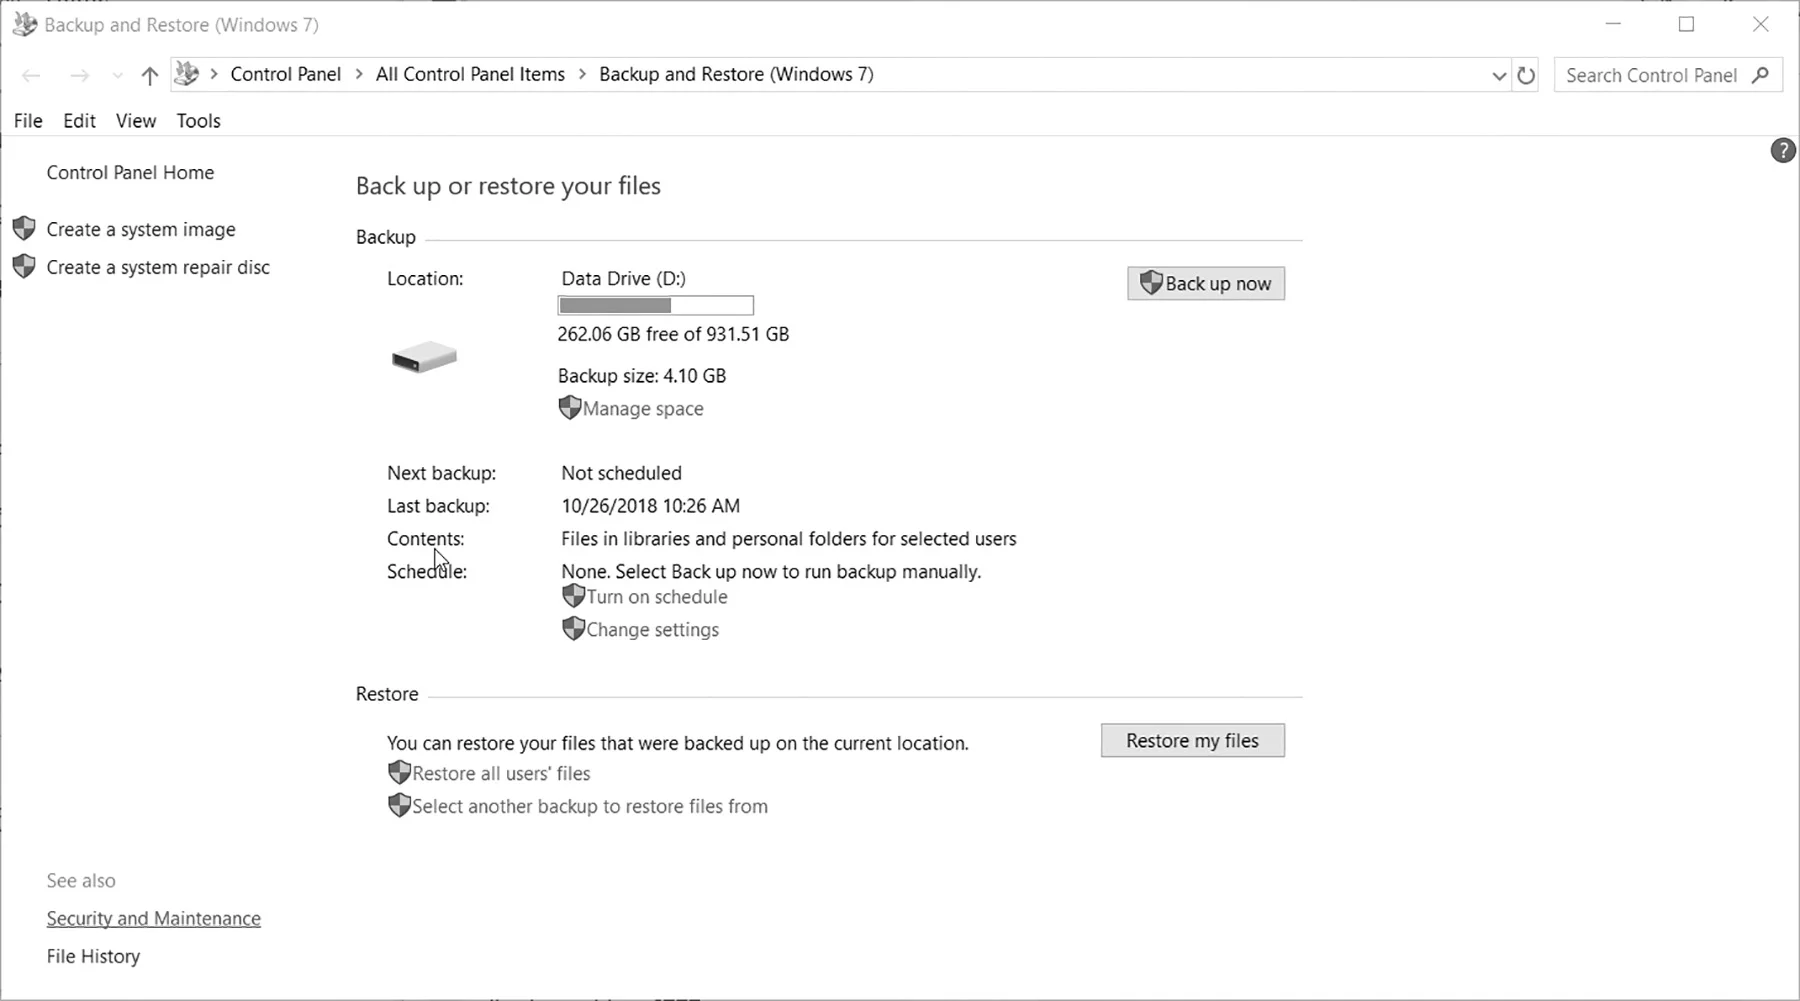 Backup and Restore (Windows 7)
Control Panel > All Control Panel Items > Backup and Restore (Windows 7)
Search Control Panel
File Edit View Tools
?
Control Panel Home
Create a system image
Create a system repair disc
Back up or restore your files
Backup
Location: Data Drive (D:)
Back up now
262.06 GB free of 931.51 GB
Backup size: 4.10 GB
Manage space
Next backup: Not scheduled
Last backup: 10/26/2018 10:26 AM
Contents: Files in libraries and personal folders for selected users
Schedule: None. Select Back up now to run backup manually.
Turn on schedule
Change settings
Restore
You can restore your files that were backed up on the current location.
Restore my files
Restore all users' files
Select another backup to restore files from
See also
Security and Maintenance
File History